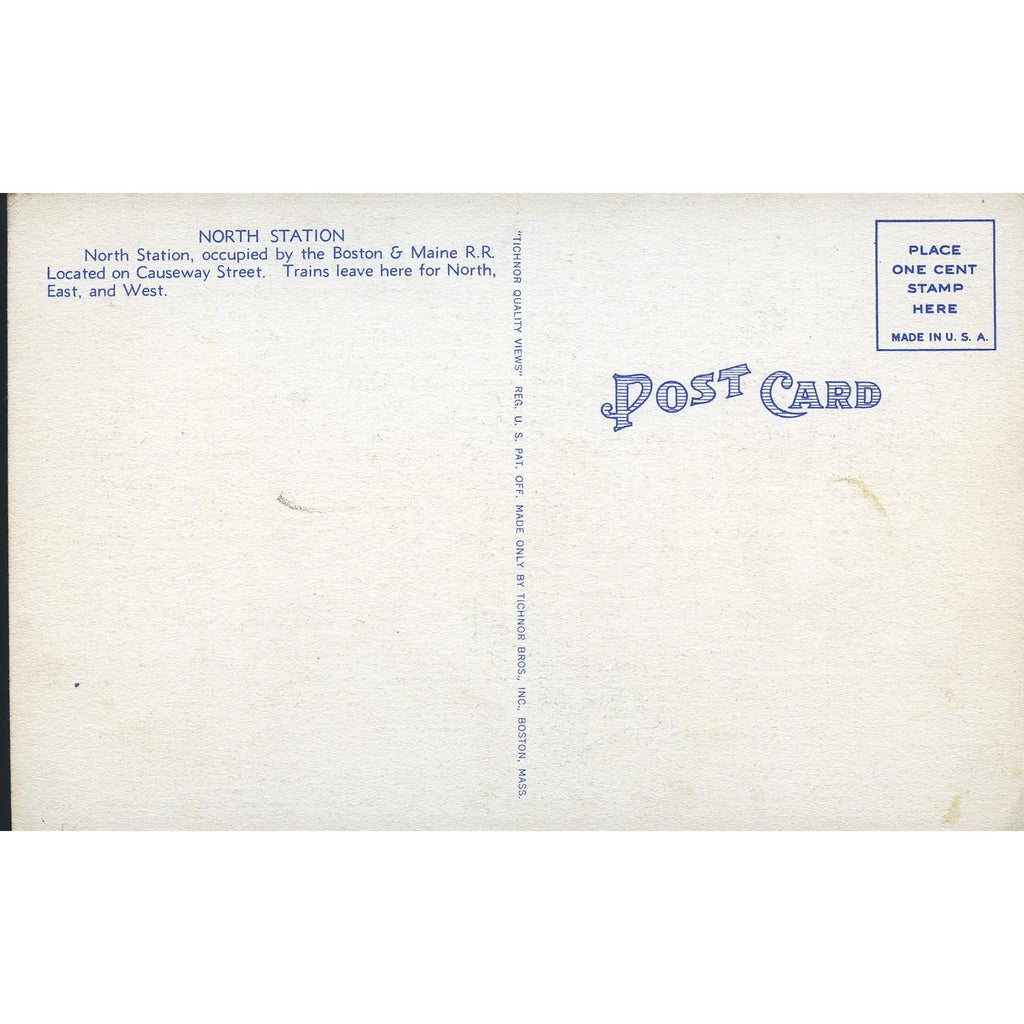 NORTH STATION
North Station, occupied by the Boston & Maine R.R.
Located on Causeway Street. Trains leave here for North,
East, and West.
"TICHNOR QUALITY VIEWS" REG. U. S. PAT. OFF. MADE ONLY BY TICHNOR BROS., INC., BOSTON, MASS.
PLACE
ONE CENT
STAMP
HERE
MADE IN U. S. A.
POST CARD